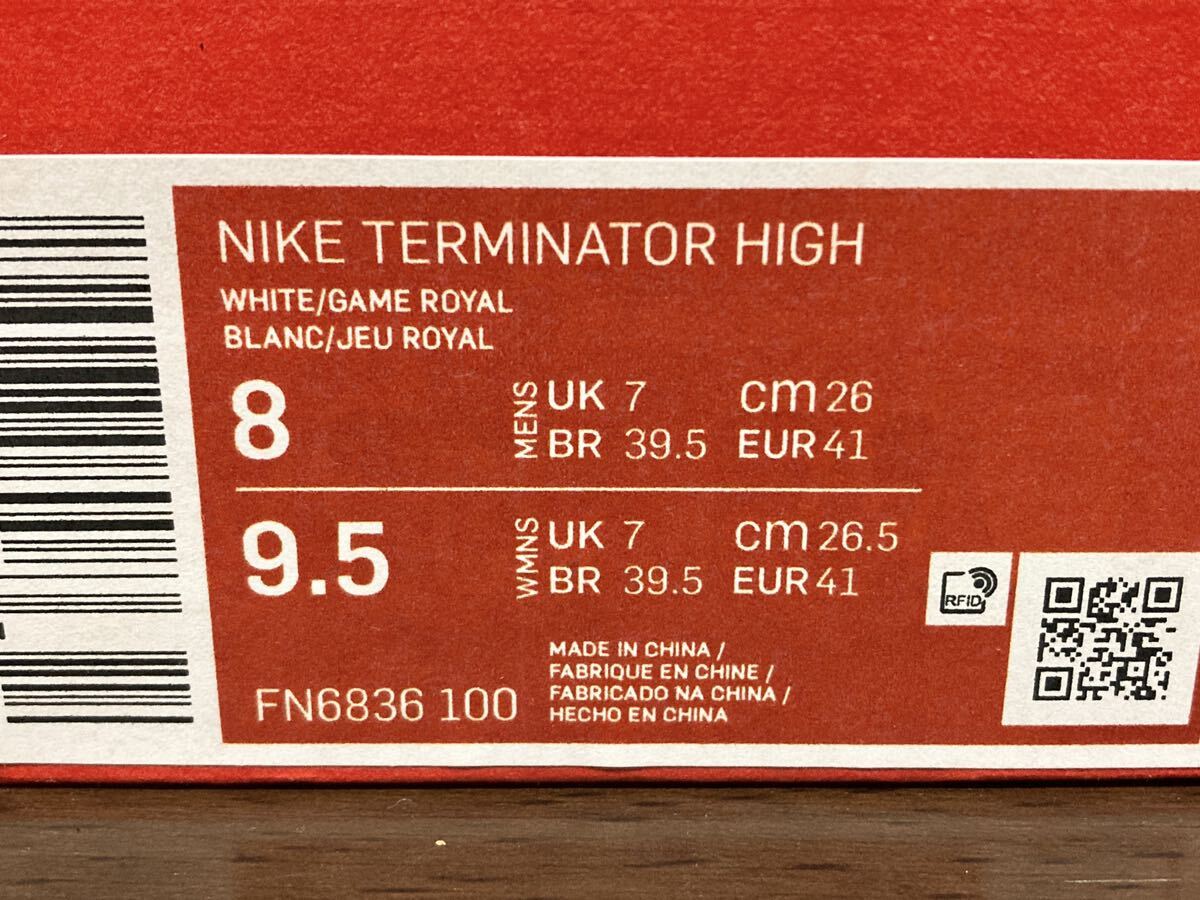 NIKE TERMINATOR HIGH
WHITE/GAME ROYAL
BLANC/JEU ROYAL
8 MENS UK 7 cm 26
BR 39.5 EUR 41
9.5 WMNS UK 7 cm 26.5
BR 39.5 EUR 41
RFID
MADE IN CHINA /
FABRIQUE EN CHINE /
FABRICADO NA CHINA /
HECHO EN CHINA
FN6836 100